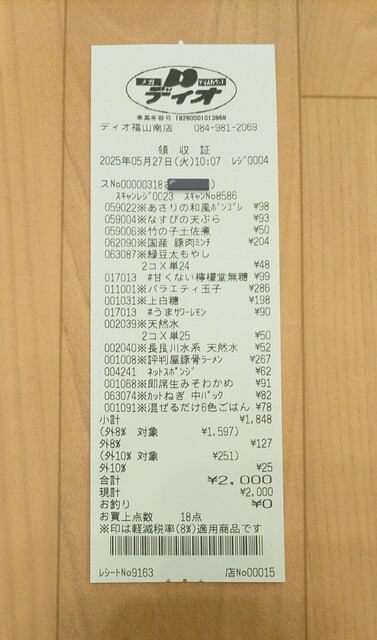 メガ ディスカウント
ディオ
事業者番号 T8260001013868
ディオ福山南店 084-981-2069
領収証
2025年05月27日(火)10:07 レジ0004
スNo00000318
スキャンレジ0023 スキャンNo8586
059022※あさりの和風ボンゴレ ¥98
059004※なすびの天ぷら ¥93
059006※竹の子土佐煮 ¥50
062090※国産 豚肉ミンチ ¥204
063087※緑豆太もやし
2コ×単24 ¥48
017013 #甘くない檸檬堂無糖 ¥99
011001※バラエティ玉子 ¥286
001031※上白糖 ¥198
017013 #うまサワーレモン ¥90
002039※天然水
2コ×単25 ¥50
002040※長良川水系 天然水 ¥52
001008※評判屋豚骨ラーメン ¥267
004241 ネットスポンジ ¥62
001068※即席生みそわかめ ¥91
063074※カットねぎ 中パック ¥82
001091※混ぜるだけ6色ごはん ¥78
小計 ¥1,848
(外8% 対象 ¥1,597)
外8% ¥127
(外10% 対象 ¥251)
外10% ¥25
合計 ¥2,000
現計 ¥2,000
お釣り ¥0
お買上点数 18点
※印は軽減税率(8%)適用商品です
レシートNo9163 店No00015